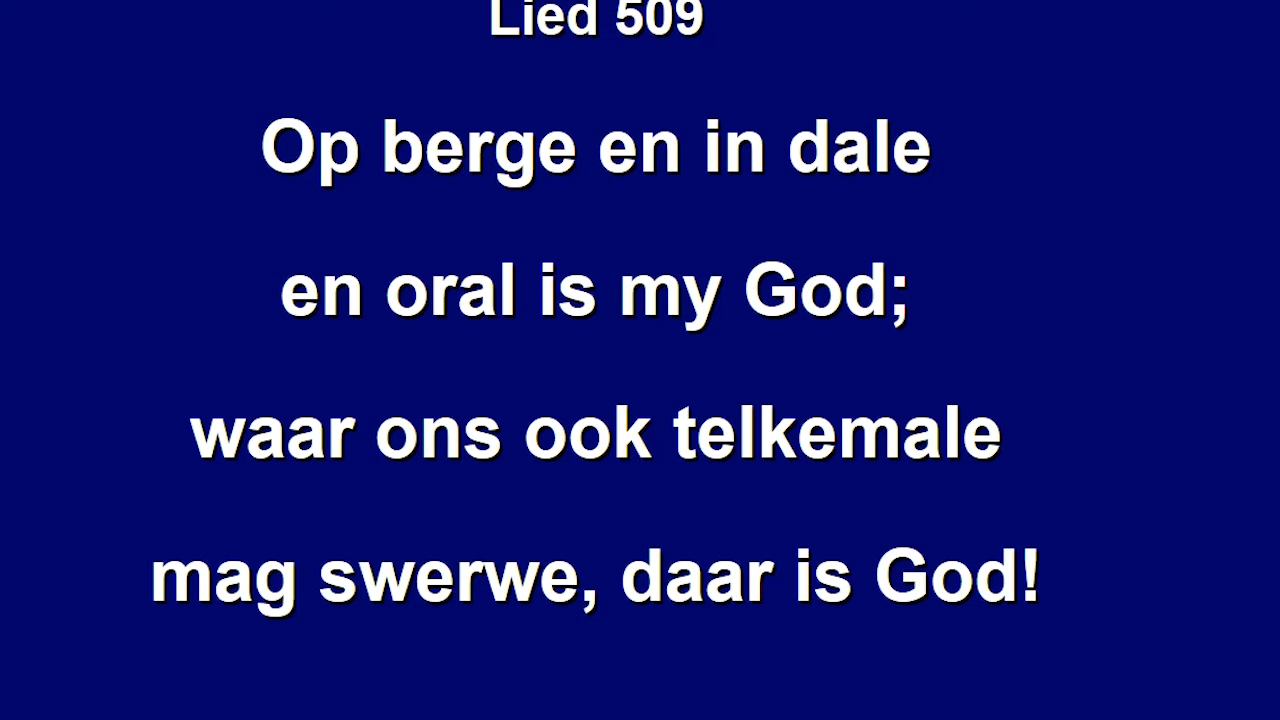 Lied 509
Op berge en in dale
en oral is my God;
waar ons ook telkemale
mag swerwe, daar is God!